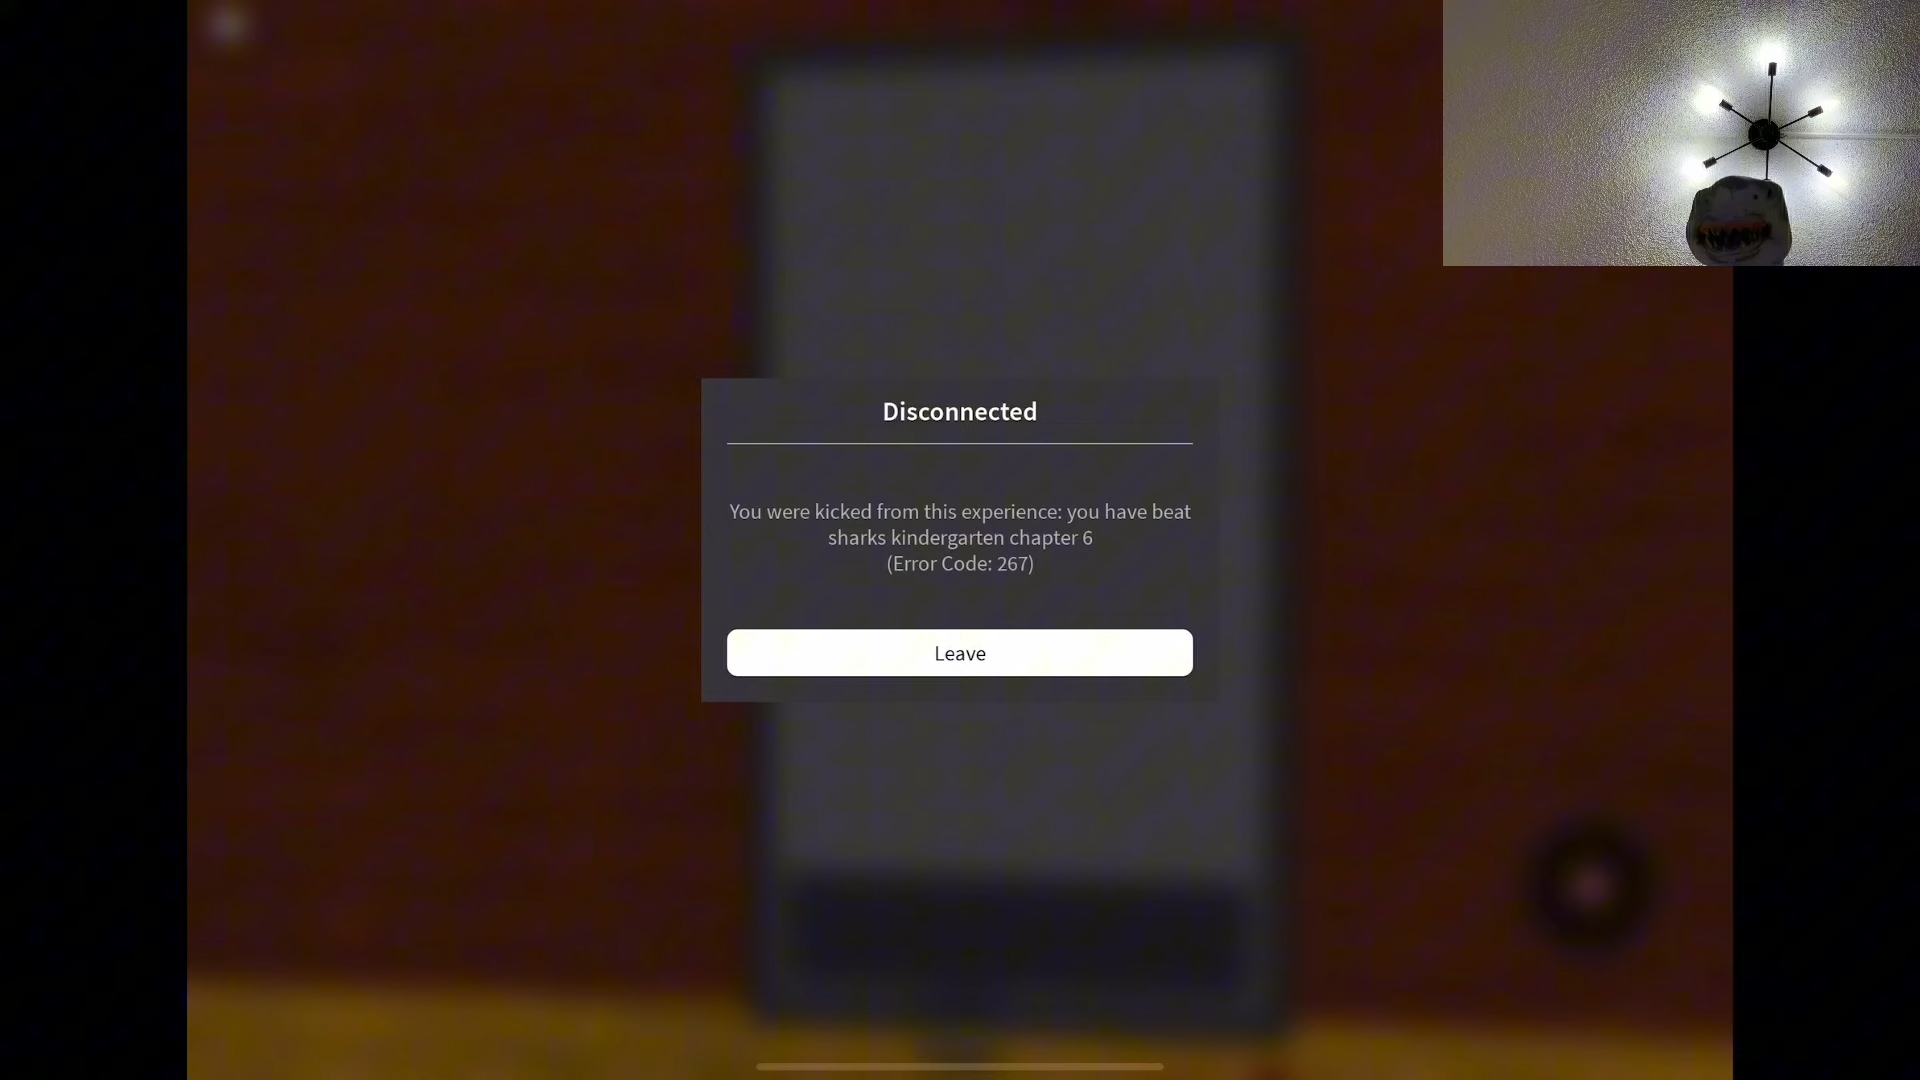 Disconnected
You were kicked from this experience: you have beat
sharks kindergarten chapter 6
(Error Code: 267)
Leave